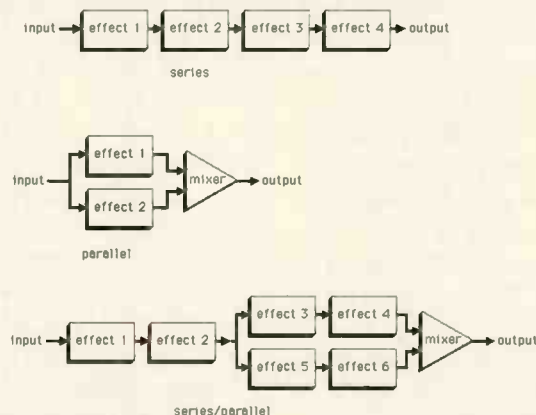 input effect 1 effect 2 effect 3 effect 4 output
series
effect 1
input mixer output
effect 2
parallel
effect 3 effect 4
input effect 1 effect 2 mixer output
effect 5 effect 6
series/parallel